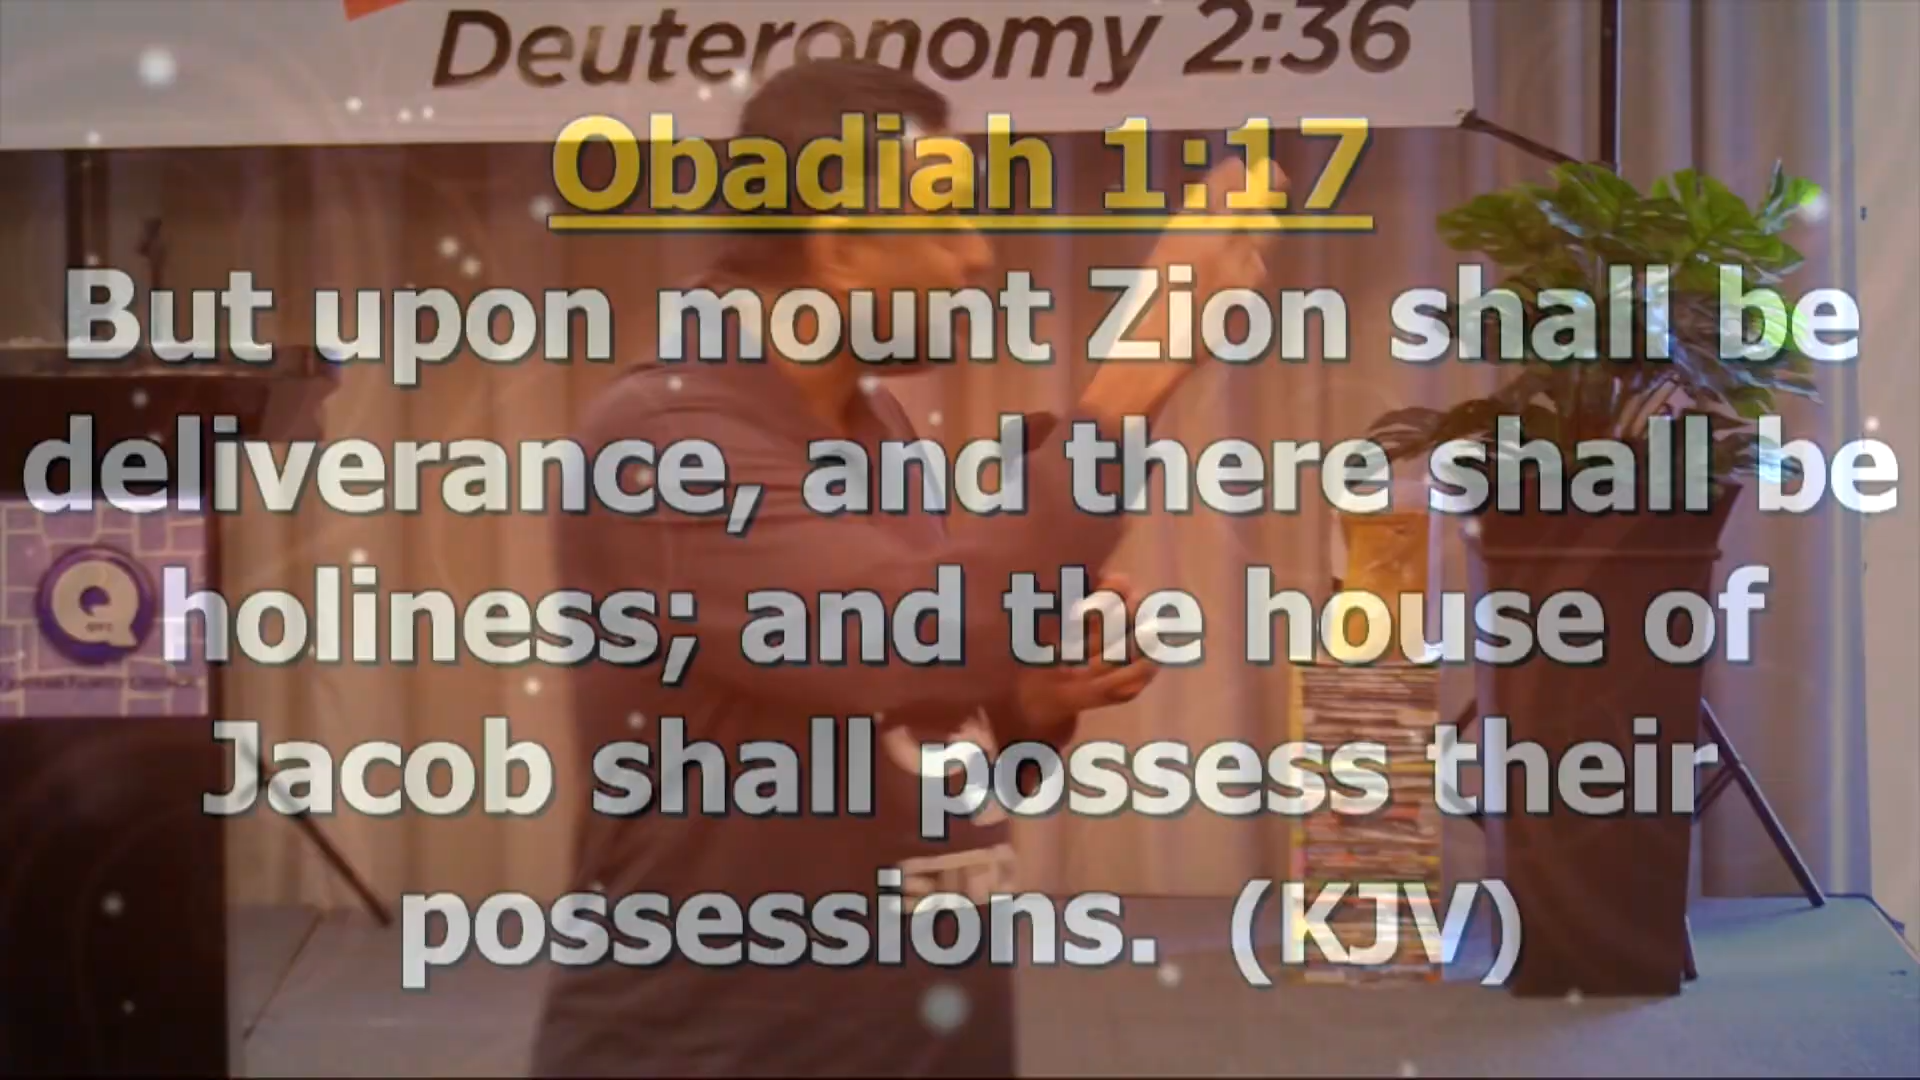 Deuteronomy 2:36
Obadiah 1:17
But upon mount Zion shall be
deliverance, and there shall be
holiness; and the house of
Jacob shall possess their
possessions. (KJV)
Q